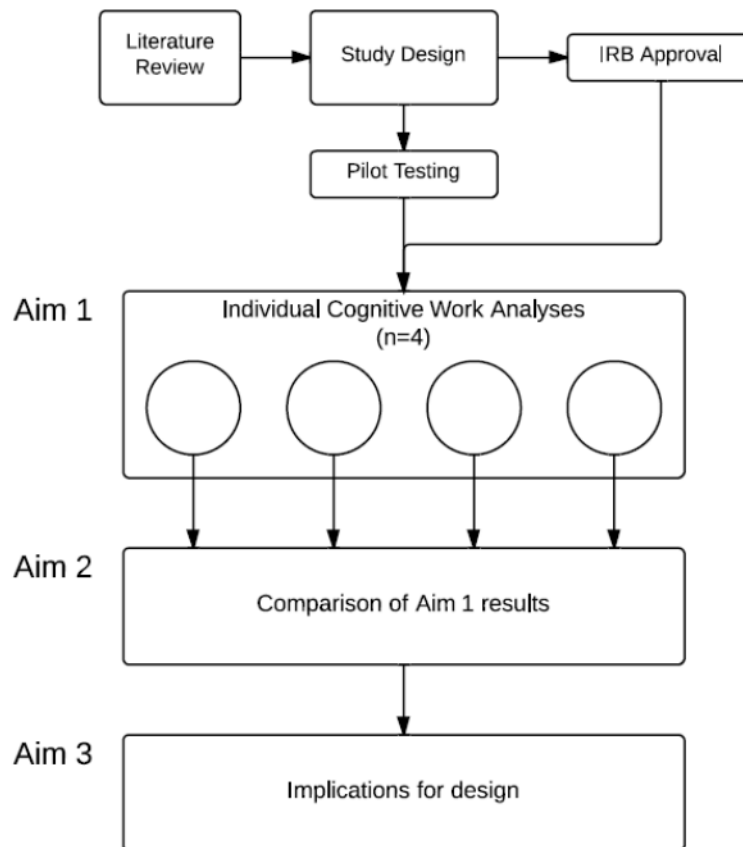 Literature
Review
Study Design
IRB Approval
Pilot Testing
Aim 1
Individual Cognitive Work Analyses
(n=4)
Aim 2
Comparison of Aim 1 results
Aim 3
Implications for design